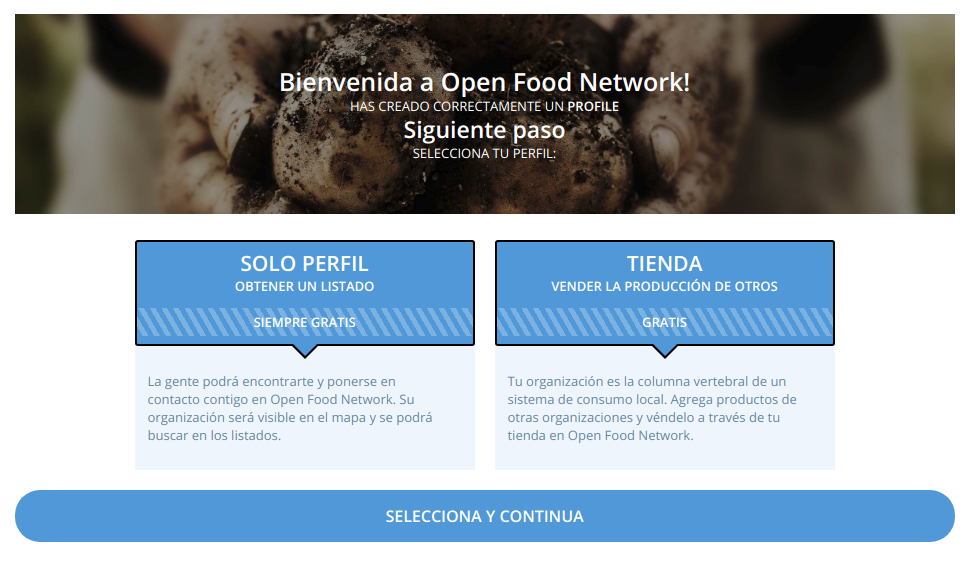 Bienvenida a Open Food Network!
HAS CREADO CORRECTAMENTE UN PROFILE
Siguiente paso
SELECCIONA TU PERFIL:
SOLO PERFIL
OBTENER UN LISTADO
SIEMPRE GRATIS
La gente podrá encontrarte y ponerse en
contacto contigo en Open Food Network. Su
organización será visible en el mapa y se podrá
buscar en los listados.
TIENDA
VENDER LA PRODUCCIÓN DE OTROS
GRATIS
Tu organización es la columna vertebral de un
sistema de consumo local. Agrega productos de
otras organizaciones y véndelo a través de tu
tienda en Open Food Network.
SELECCIONA Y CONTINUA